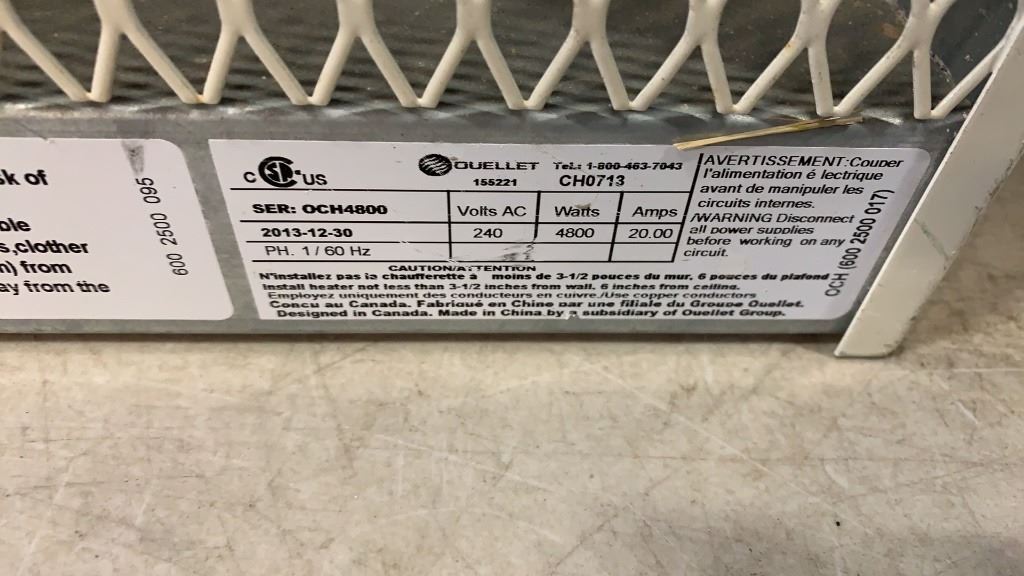 sk of
ble
s,clother
n) from
ay from the
600 2500 095
C SA US
OUELLET TeL: 1-800-463-7043
155221 CH0713
SER: OCH4800 Volts AC Watts Amps
2013-12-30 240 4800 20.00
PH. 1/60 Hz
CAUTION/ATTENTION
N'installez pas la chaufferette à moins de 3-1/2 pouces du mur, 6 pouces du plafond
Install heater not less than 3-1/2 inches from wall. 6 inches from ceiling.
Employez uniquement des conducteurs en cuivre./Use copper conductors
Concu au Canada. Fabriqué en Chine par une filiale du Groupe Ouellet.
Designed in Canada. Made in China by a subsidiary of Ouellet Group.
AVERTISSEMENT:Couper
l'alimentation é lectrique
avant de manipuler les
circuits internes.
/WARNING Disconnect
all power supplies
before working on any
circuit.
OCH (600 2500 017)